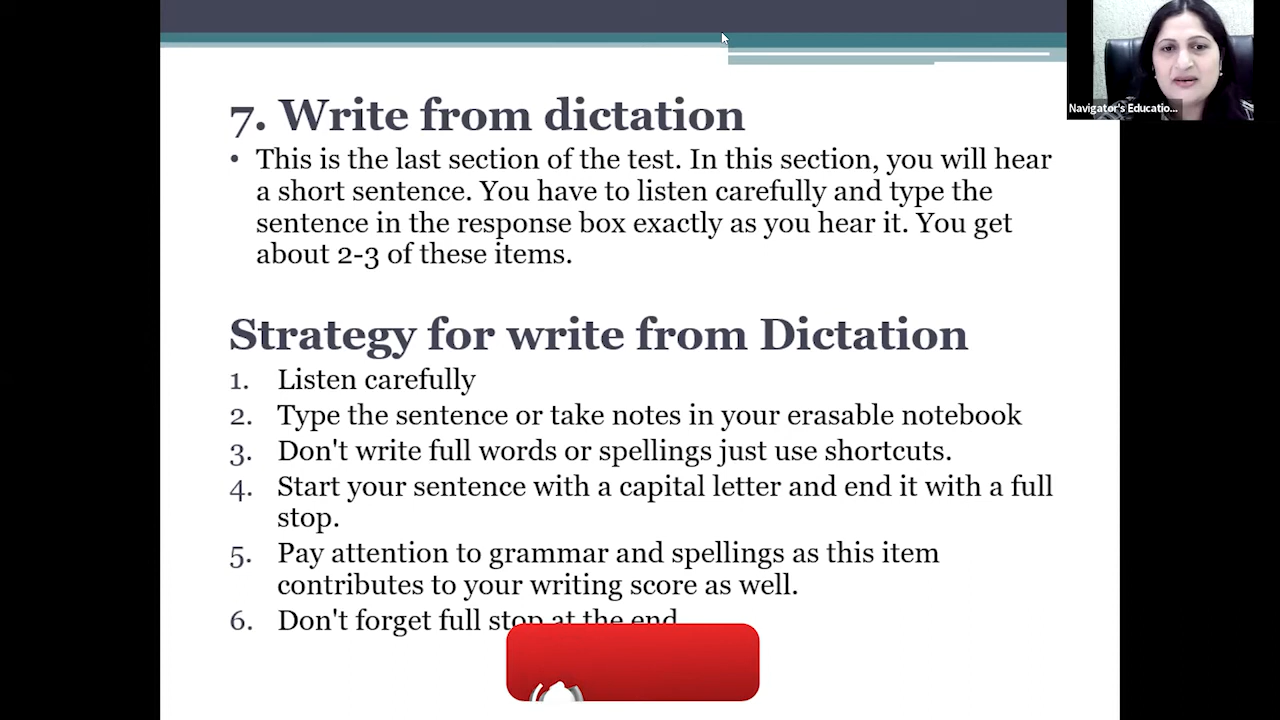 Navigator's Educatio...
7. Write from dictation
• This is the last section of the test. In this section, you will hear
a short sentence. You have to listen carefully and type the
sentence in the response box exactly as you hear it. You get
about 2-3 of these items.
Strategy for write from Dictation
1. Listen carefully
2. Type the sentence or take notes in your erasable notebook
3. Don't write full words or spellings just use shortcuts.
4. Start your sentence with a capital letter and end it with a full
stop.
5. Pay attention to grammar and spellings as this item
contributes to your writing score as well.
6. Don't forget full stop at the end